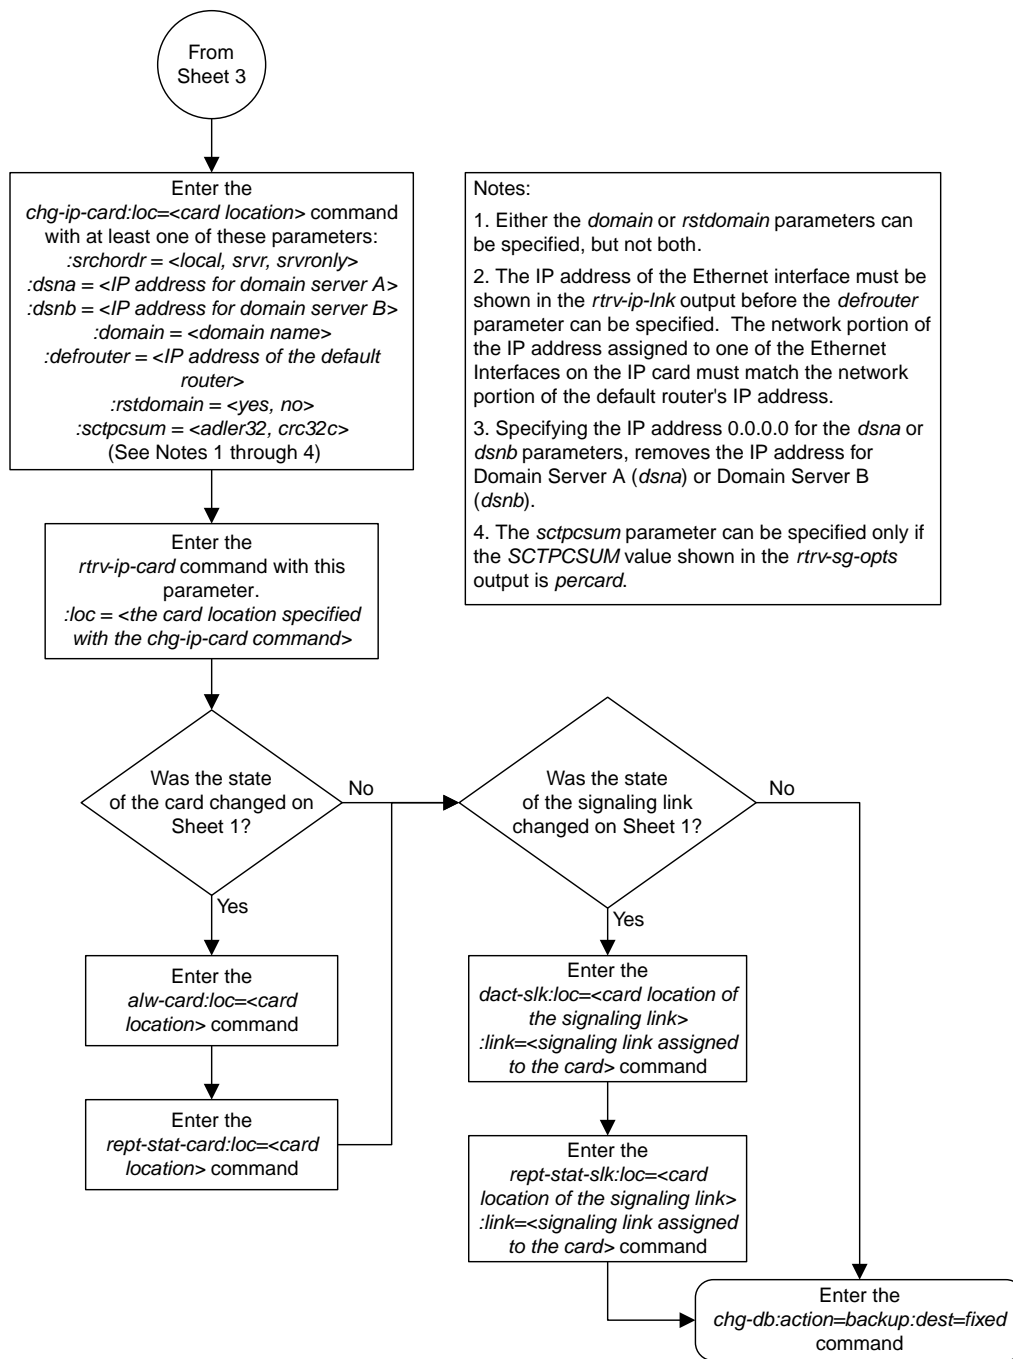 From
Sheet 3
Enter the
chg-ip-card:loc=<card location> command
with at least one of these parameters:
:srchordr = <local, srvr, srvronly>
:dsna = <IP address for domain server A>
:dsnb = <IP address for domain server B>
:domain = <domain name>
:defrouter = <IP address of the default
router>
:rstdomain = <yes, no>
:sctpcsum = <adler32, crc32c>
(See Notes 1 through 4)
Notes:
1. Either the domain or rstdomain parameters can
be specified, but not both.
2. The IP address of the Ethernet interface must be
shown in the rtrv-ip-lnk output before the defrouter
parameter can be specified.  The network portion of
the IP address assigned to one of the Ethernet
Interfaces on the IP card must match the network
portion of the default router's IP address.
3. Specifying the IP address 0.0.0.0 for the dsna or
dsnb parameters, removes the IP address for
Domain Server A (dsna) or Domain Server B
(dsnb).
4. The sctpcsum parameter can be specified only if
the SCTPCSUM value shown in the rtrv-sg-opts
output is percard.
Enter the
rtrv-ip-card command with this
parameter.
:loc = <the card location specified
with the chg-ip-card command>
Was the state
of the card changed on
Sheet 1?
No
Yes
Was the state
of the signaling link
changed on Sheet 1?
No
Yes
Enter the
alw-card:loc=<card
location> command
Enter the
rept-stat-card:loc=<card
location> command
Enter the
dact-slk:loc=<card location of
the signaling link>
:link=<signaling link assigned
to the card> command
Enter the
rept-stat-slk:loc=<card
location of the signaling link>
:link=<signaling link assigned
to the card> command
Enter the
chg-db:action=backup:dest=fixed
command